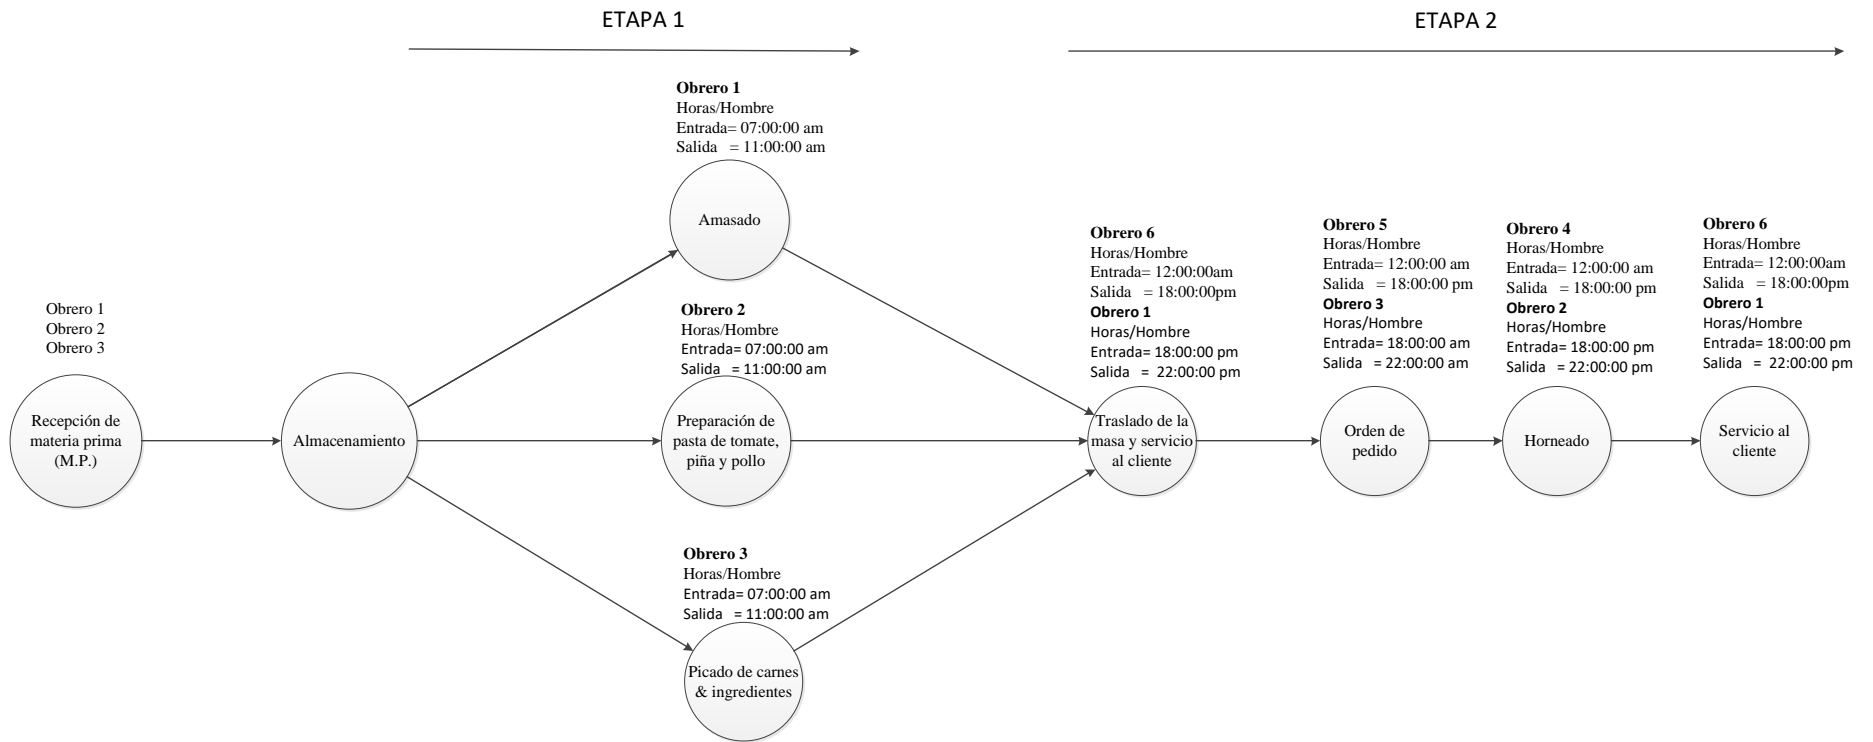 ETAPA 1
ETAPA 2
Obrero 1
Obrero 2
Obrero 3
Recepción de
materia prima
(M.P.)
Almacenamiento
Obrero 1
Horas/Hombre
Entrada= 07:00:00 am
Salida = 11:00:00 am
Amasado
Obrero 2
Horas/Hombre
Entrada= 07:00:00 am
Salida = 11:00:00 am
Preparación de
pasta de tomate,
piña y pollo
Obrero 3
Horas/Hombre
Entrada= 07:00:00 am
Salida = 11:00:00 am
Picado de carnes
& ingredientes
Obrero 6
Horas/Hombre
Entrada= 12:00:00am
Salida = 18:00:00pm
Obrero 1
Horas/Hombre
Entrada= 18:00:00 pm
Salida = 22:00:00 pm
Traslado de la
masa y servicio
al cliente
Obrero 5
Horas/Hombre
Entrada= 12:00:00 am
Salida = 18:00:00 pm
Obrero 3
Horas/Hombre
Entrada= 18:00:00 am
Salida = 22:00:00 am
Orden de
pedido
Obrero 4
Horas/Hombre
Entrada= 12:00:00 am
Salida = 18:00:00 pm
Obrero 2
Horas/Hombre
Entrada= 18:00:00 pm
Salida = 22:00:00 pm
Horneado
Obrero 6
Horas/Hombre
Entrada= 12:00:00am
Salida = 18:00:00pm
Obrero 1
Horas/Hombre
Entrada= 18:00:00 pm
Salida = 22:00:00 pm
Servicio al
cliente